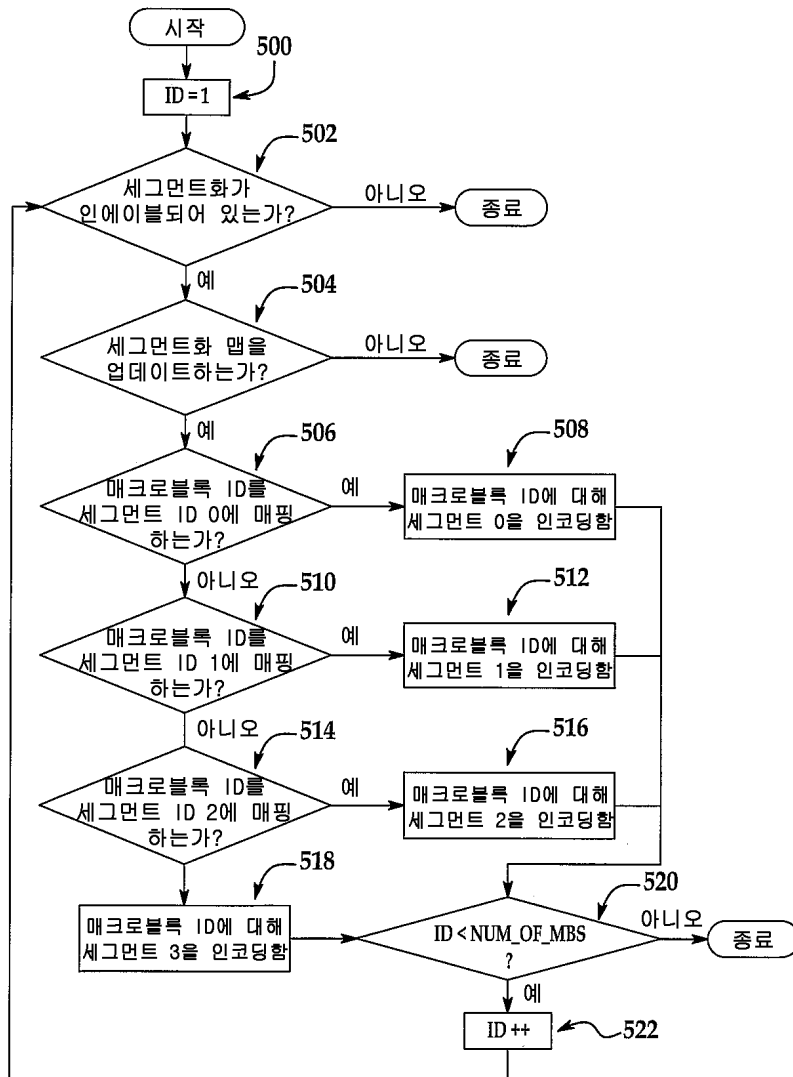 시작
500
ID=1
502
세그먼트화가
인에이블되어 있는가?
아니오
종료
예
504
세그먼트화 맵을
업데이트하는가?
아니오
종료
예
506
매크로블록 ID를
세그먼트 ID 0에 매핑
하는가?
예
508
매크로블록 ID에 대해
세그먼트 0을 인코딩함
아니오
510
매크로블록 ID를
세그먼트 ID 1에 매핑
하는가?
예
512
매크로블록 ID에 대해
세그먼트 1을 인코딩함
아니오
514
매크로블록 ID를
세그먼트 ID 2에 매핑
하는가?
예
516
매크로블록 ID에 대해
세그먼트 2을 인코딩함
518
매크로블록 ID에 대해
세그먼트 3을 인코딩함
520
ID < NUM_OF_MBS
?
아니오
종료
예
ID ++
522